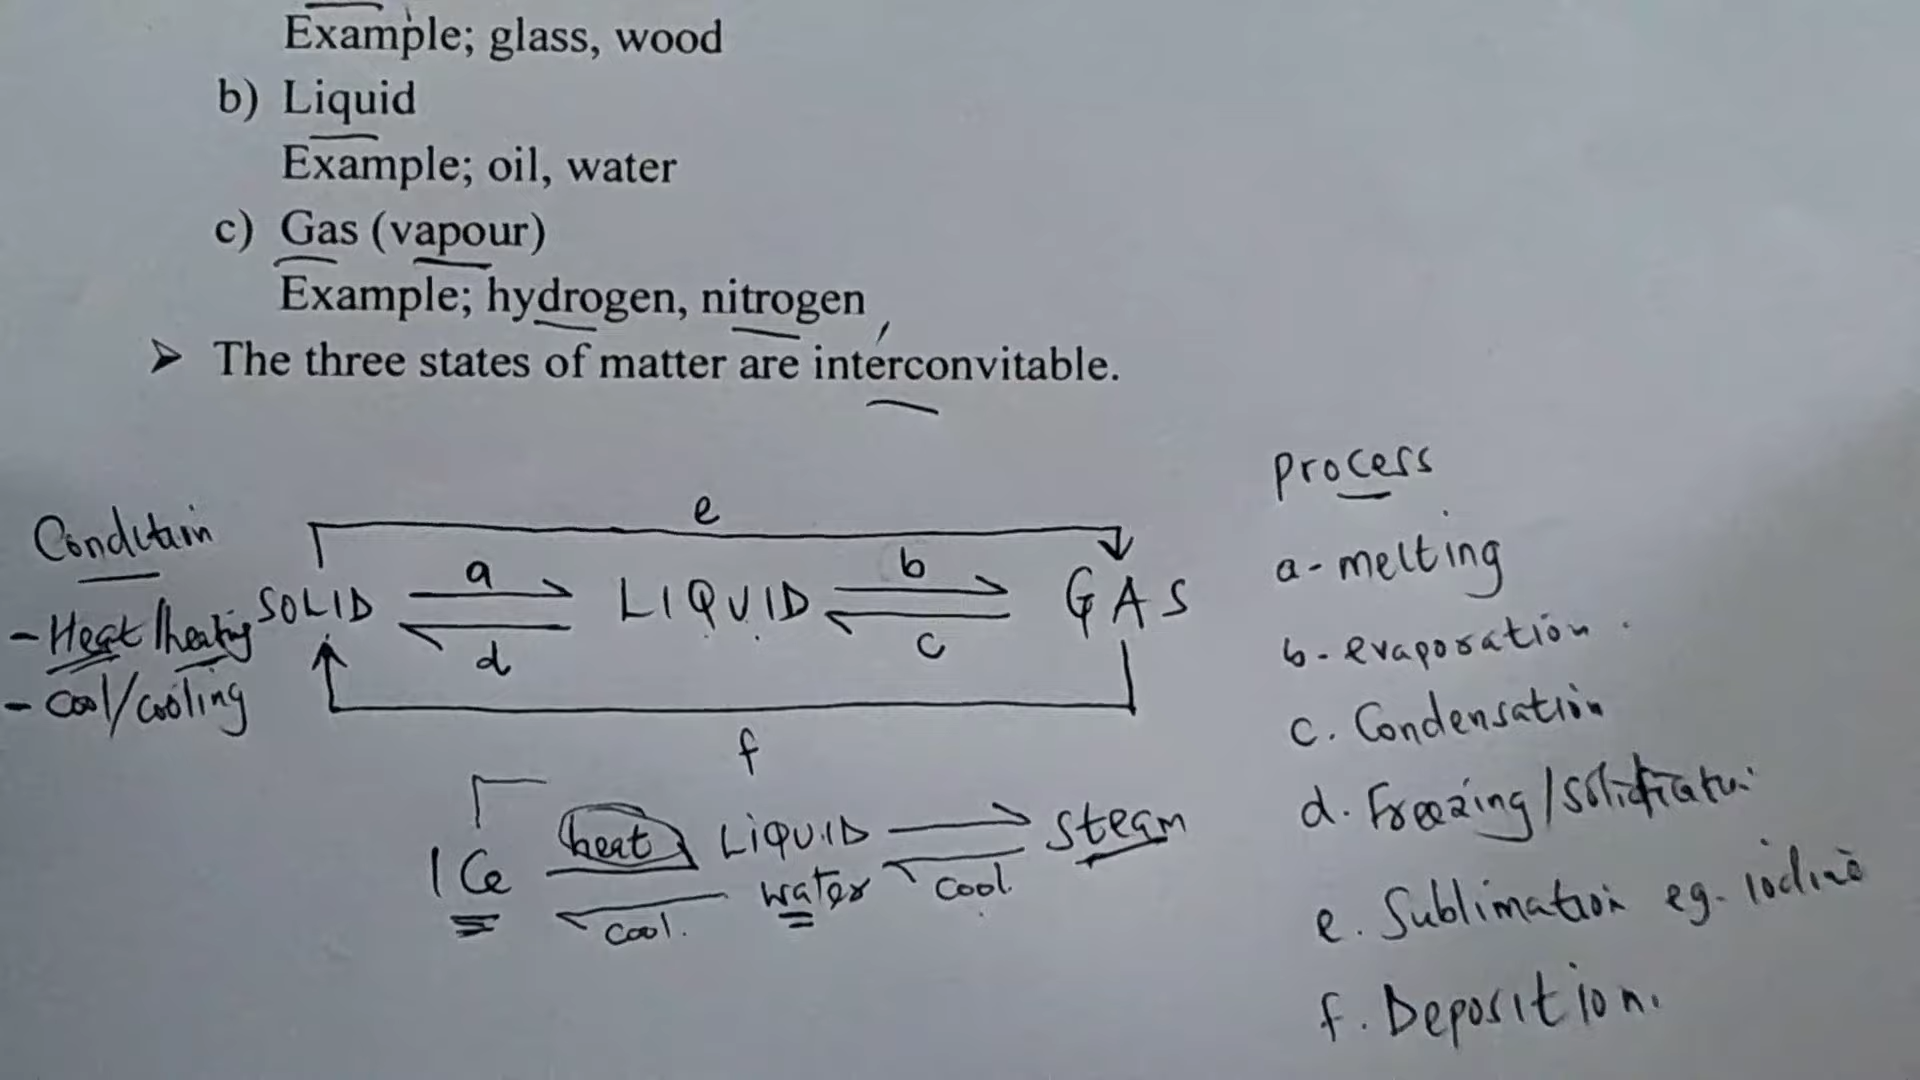 Example; glass, wood
b) Liquid
Example; oil, water
c) Gas (vapour)
Example; hydrogen, nitrogen
➤ The three states of matter are interconvitable.
Process
e
Condition
a
b
a - melting
SOLID
LIQUID
GAS
- Heat/heating
d
c
b - evaporation.
- Cool/cooling
c. Condensation
f
d. Freezing/
heat
LIQUID
steam
ICe
water
cool.
cool.
e. Sublimation eg. iodine
f. Deposition.